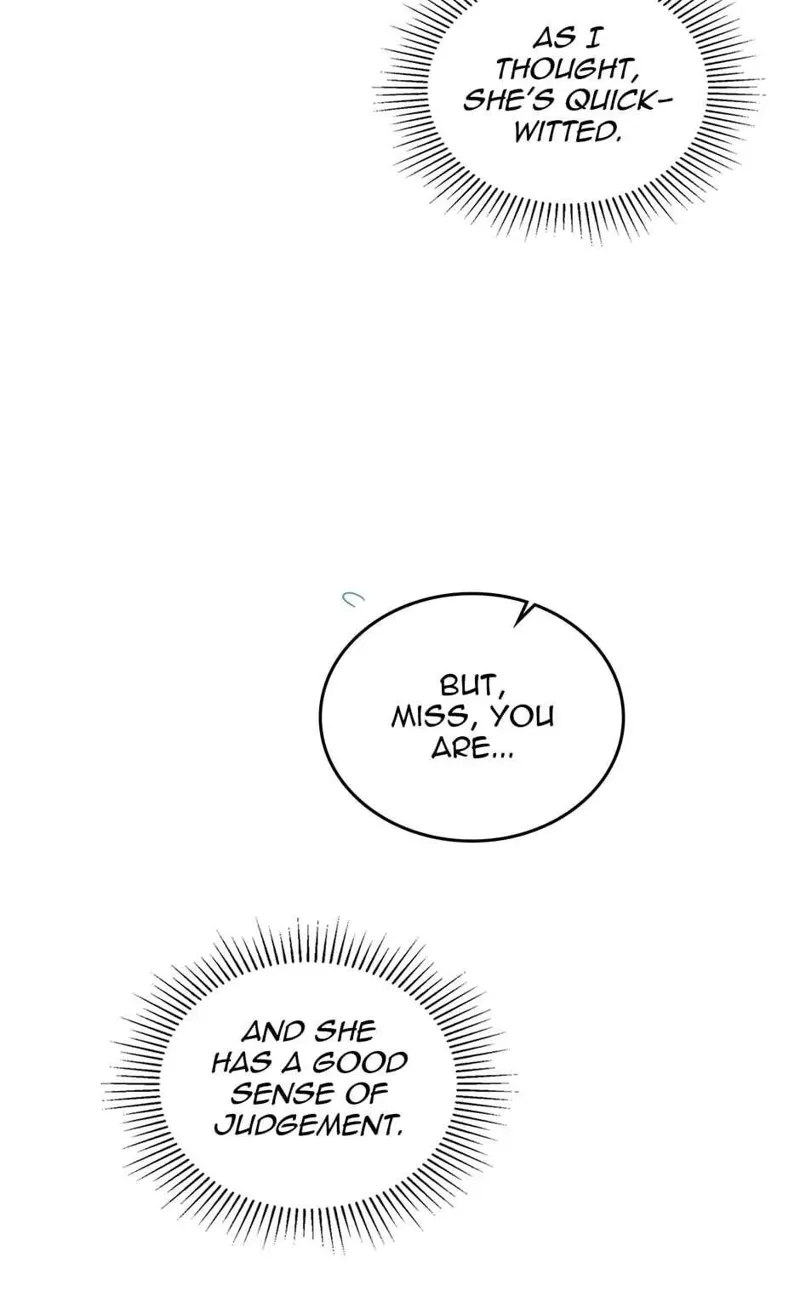 AS I
THOUGHT,
SHE'S QUICK-
WITTED.
BUT,
MISS, YOU
ARE...
AND SHE
HAS A GOOD
SENSE OF
JUDGEMENT.